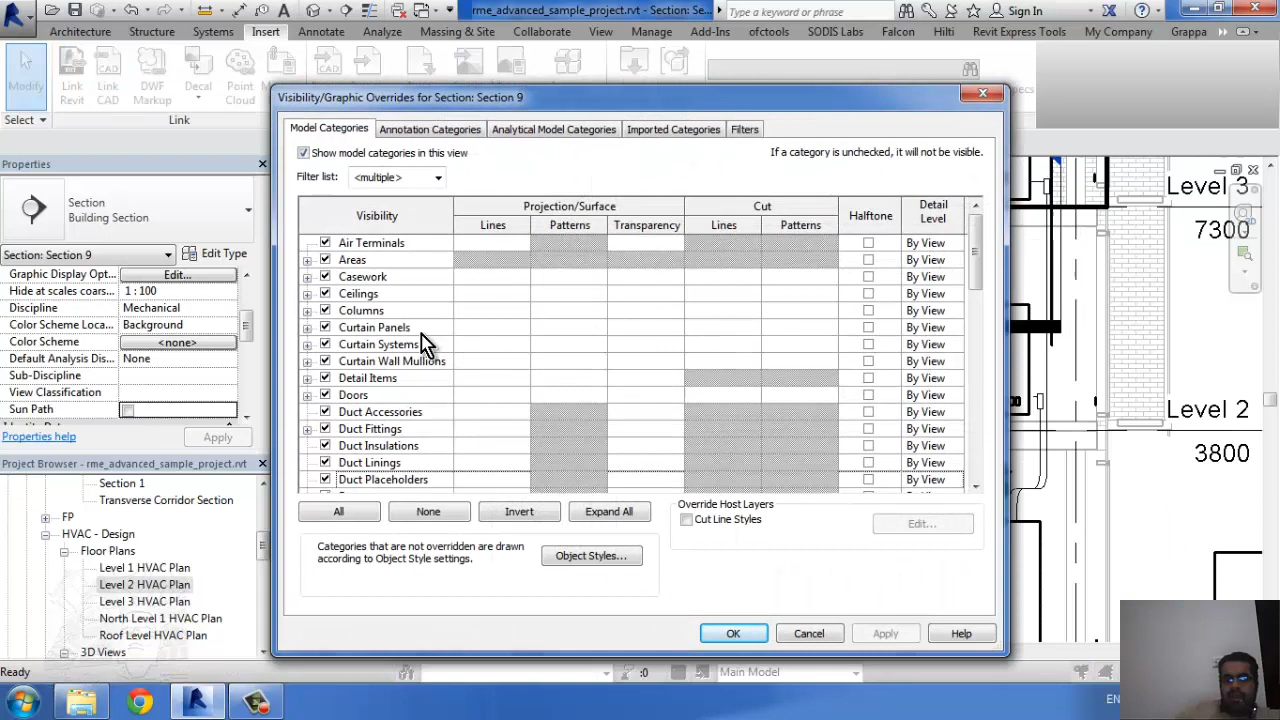 rme_advanced_sample_project.rvt - Section: Se...
Type a keyword or phrase
Sign In
Architecture Structure Systems Insert Annotate Analyze Massing & Site Collaborate View Manage Add-Ins ofctools SODIS Labs Falcon Hilti Revit Express Tools My Company Grappa
Modify
Link Revit
Link CAD
DWF Markup
Decal
Point Cloud
Select
Link
Properties
Section
Building Section
Section: Section 9
Edit Type
Graphic Display Opt...
Edit...
Hide at scales coars...
1 : 100
Discipline
Mechanical
Color Scheme Loca...
Background
Color Scheme
<none>
Default Analysis Dis...
None
Sub-Discipline
View Classification
Sun Path
Properties help
Apply
Project Browser - rme_advanced_sample_project.rvt
Section 1
Transverse Corridor Section
FP
HVAC - Design
Floor Plans
Level 1 HVAC Plan
Level 2 HVAC Plan
Level 3 HVAC Plan
North Level 1 HVAC Plan
Roof Level HVAC Plan
3D Views
Ready
Visibility/Graphic Overrides for Section: Section 9
Model Categories Annotation Categories Analytical Model Categories Imported Categories Filters
Show model categories in this view
If a category is unchecked, it will not be visible.
Filter list:
<multiple>
Visibility
Projection/Surface
Cut
Halftone
Detail Level
Lines Patterns Transparency Lines Patterns
Air Terminals By View
Areas By View
Casework By View
Ceilings By View
Columns By View
Curtain Panels By View
Curtain Systems By View
Curtain Wall Mullions By View
Detail Items By View
Doors By View
Duct Accessories By View
Duct Fittings By View
Duct Insulations By View
Duct Linings By View
Duct Placeholders By View
All None Invert Expand All
Override Host Layers
Cut Line Styles
Edit...
Categories that are not overridden are drawn
according to Object Style settings.
Object Styles...
OK Cancel Apply Help
:0
Main Model
Level 3
7300
Level 2
3800
EN